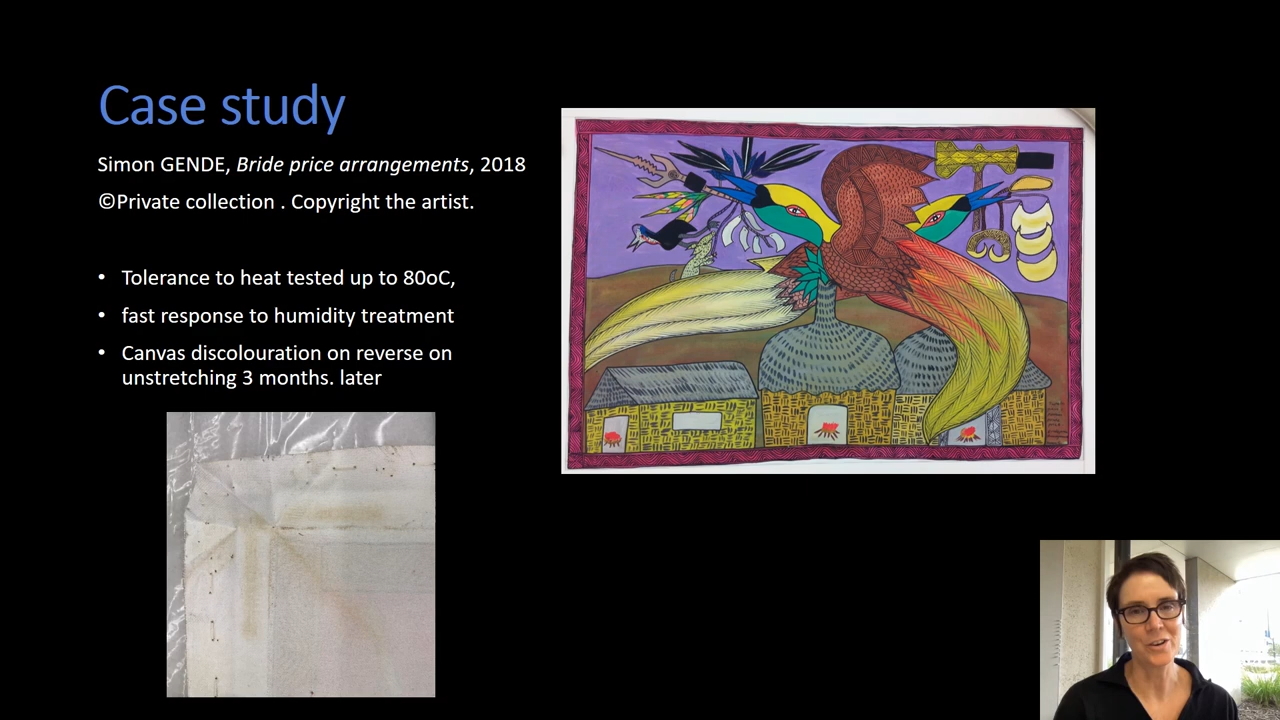 Case study
Simon GENDE, Bride price arrangements, 2018
©Private collection . Copyright the artist.
• Tolerance to heat tested up to 80oC,
• fast response to humidity treatment
• Canvas discolouration on reverse on
unstretching 3 months. later